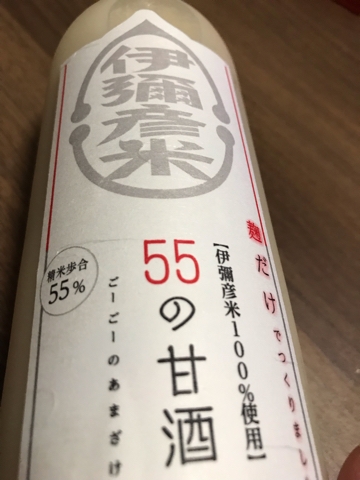 伊彌彦米
麹だけでつくりまし
【伊彌彦米100%使用】
55の甘酒
ごーごーのあまざけ
精米歩合
55%